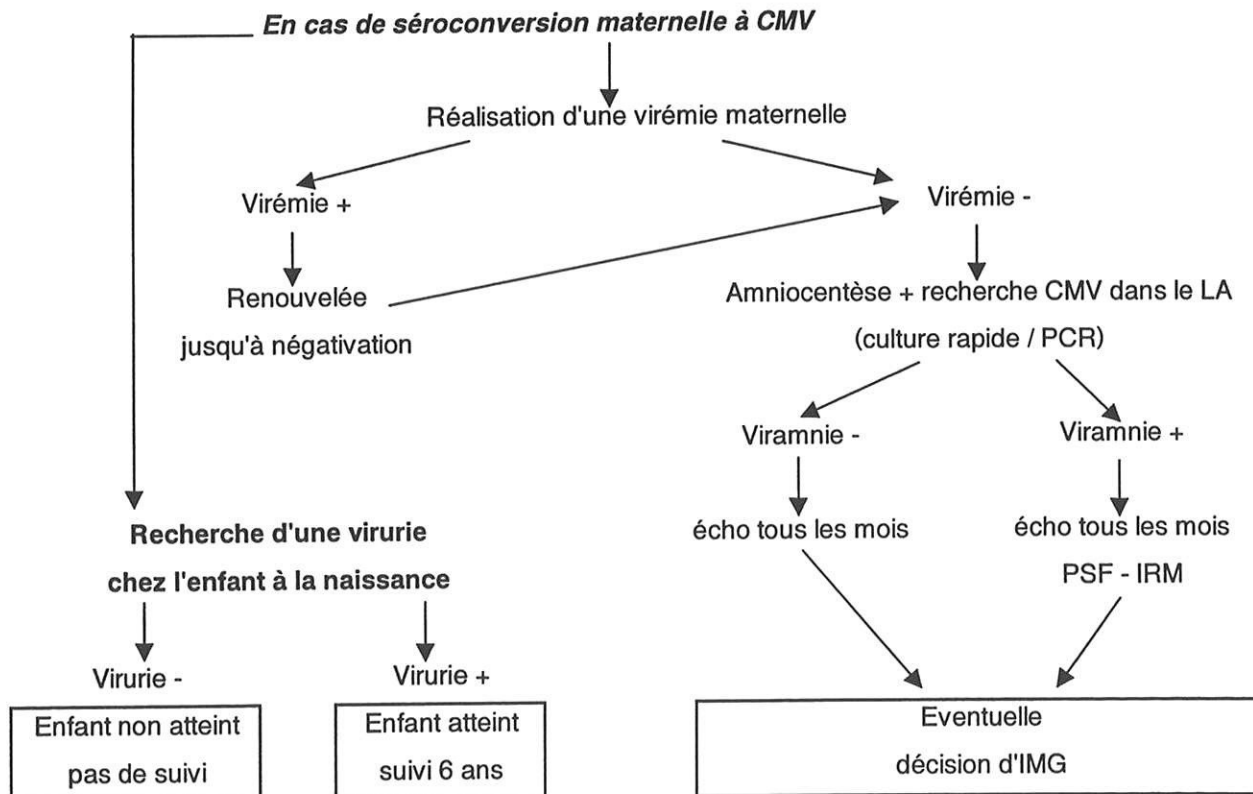 En cas de séroconversion maternelle à CMV
Réalisation d'une virémie maternelle
Virémie +
Virémie -
Renouvelée
jusqu'à négativation
Amniocentèse + recherche CMV dans le LA
(culture rapide / PCR)
Viramnie -
Viramnie +
écho tous les mois
écho tous les mois
PSF - IRM
Recherche d'une virurie
chez l'enfant à la naissance
Virurie -
Virurie +
Enfant non atteint
pas de suivi
Enfant atteint
suivi 6 ans
Eventuelle
décision d'IMG